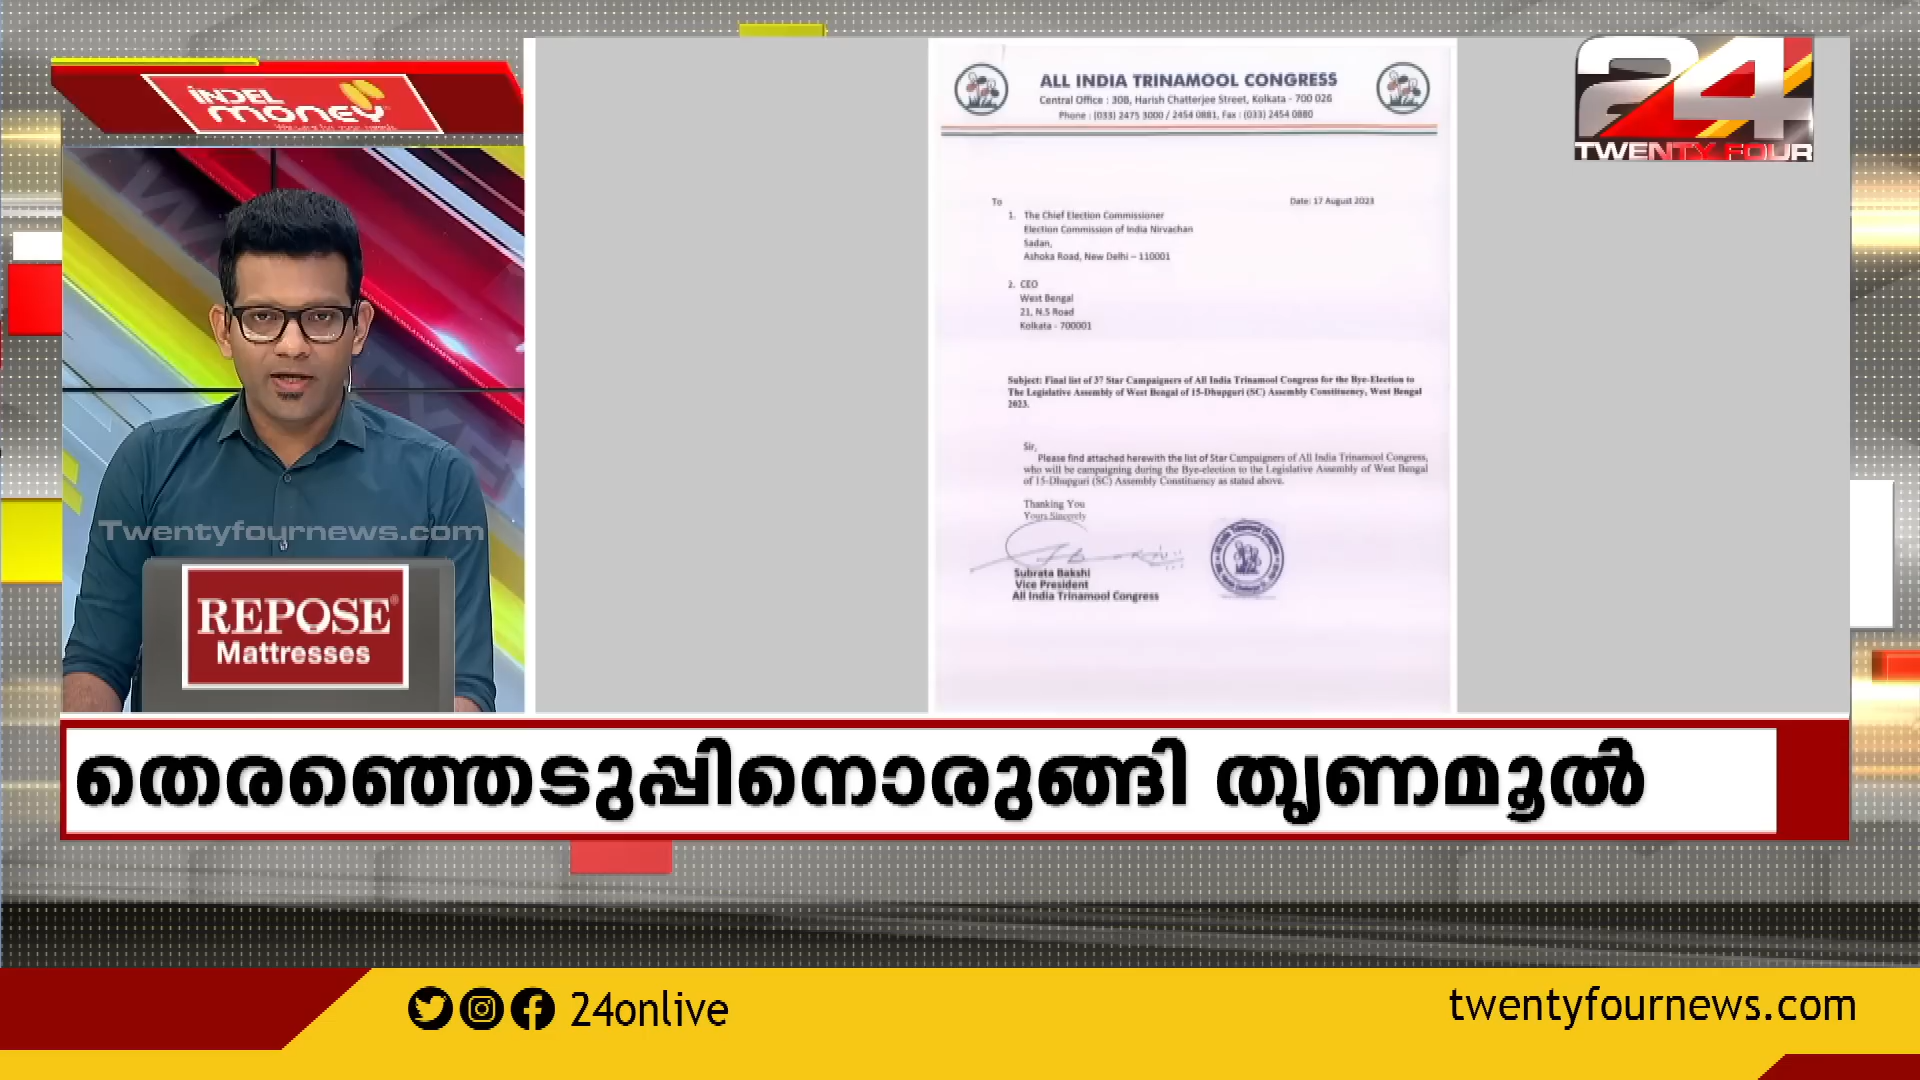 INDEL
money
24
TWENTY FOUR
ALL INDIA TRINAMOOL CONGRESS
Central Office : 30B, Harish Chatterjee Street, Kolkata - 700 026
Phone : (033) 2475 3000 / 2454 0881, Fax : (033) 2454 0880
To
Date: 17 August 2023
1. The Chief Election Commissioner
Election Commission of India Nirvachan
Sadan,
Ashoka Road, New Delhi – 110001
2. CEO
West Bengal
21, N.S Road
Kolkata - 700001
Subject: Final list of 37 Star Campaigners of All India Trinamool Congress for the Bye-Election to
The Legislative Assembly of West Bengal of 15-Dhupguri (SC) Assembly Constituency, West Bengal
2023.
Sir,
Please find attached herewith the list of Star Campaigners of All India Trinamool Congress,
who will be campaigning during the Bye-election to the Legislative Assembly of West Bengal
of 15-Dhupguri (SC) Assembly Constituency as stated above.
Thanking You
Yours Sincerely
Subrata Bakshi
Vice President
All India Trinamool Congress
Twentyfournews.com
REPOSE®
Mattresses
തെരഞ്ഞെടുപ്പിനൊരുങ്ങി തൃണമൂൽ
24onlive
twentyfournews.com